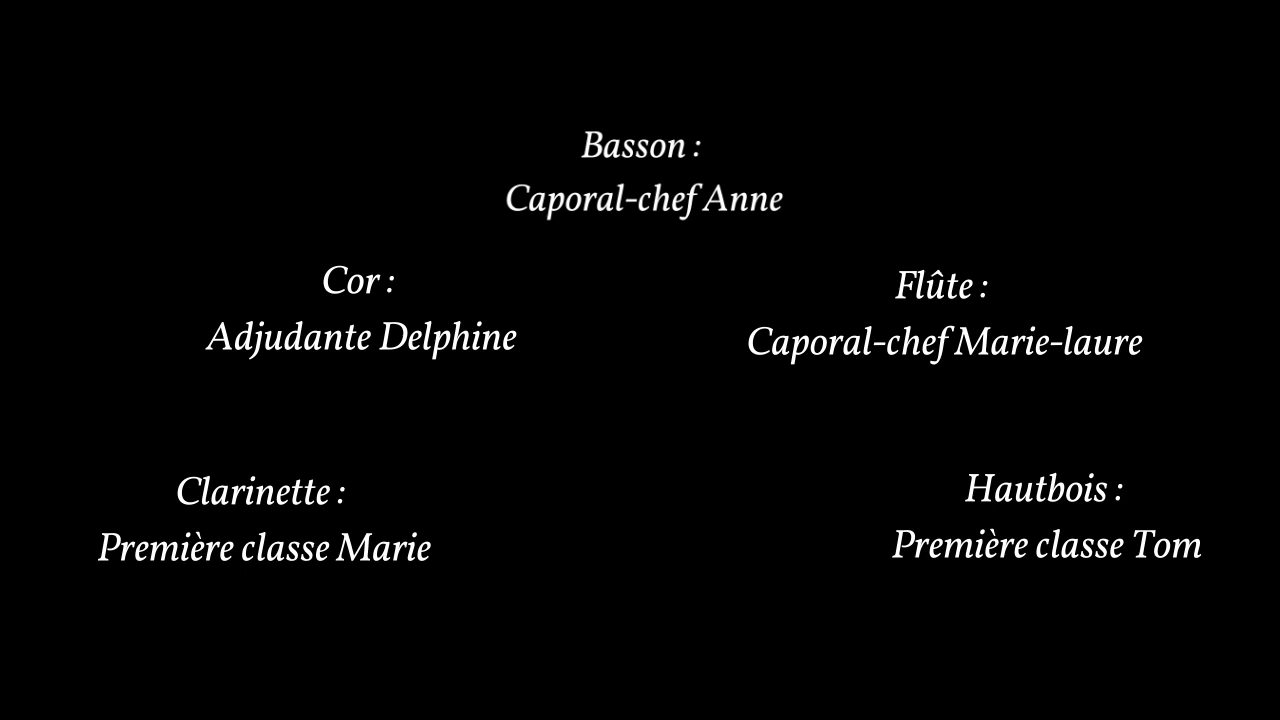 Basson :
Caporal-chef Anne
Cor :
Adjudante Delphine
Flûte :
Caporal-chef Marie-laure
Clarinette :
Première classe Marie
Hautbois :
Première classe Tom